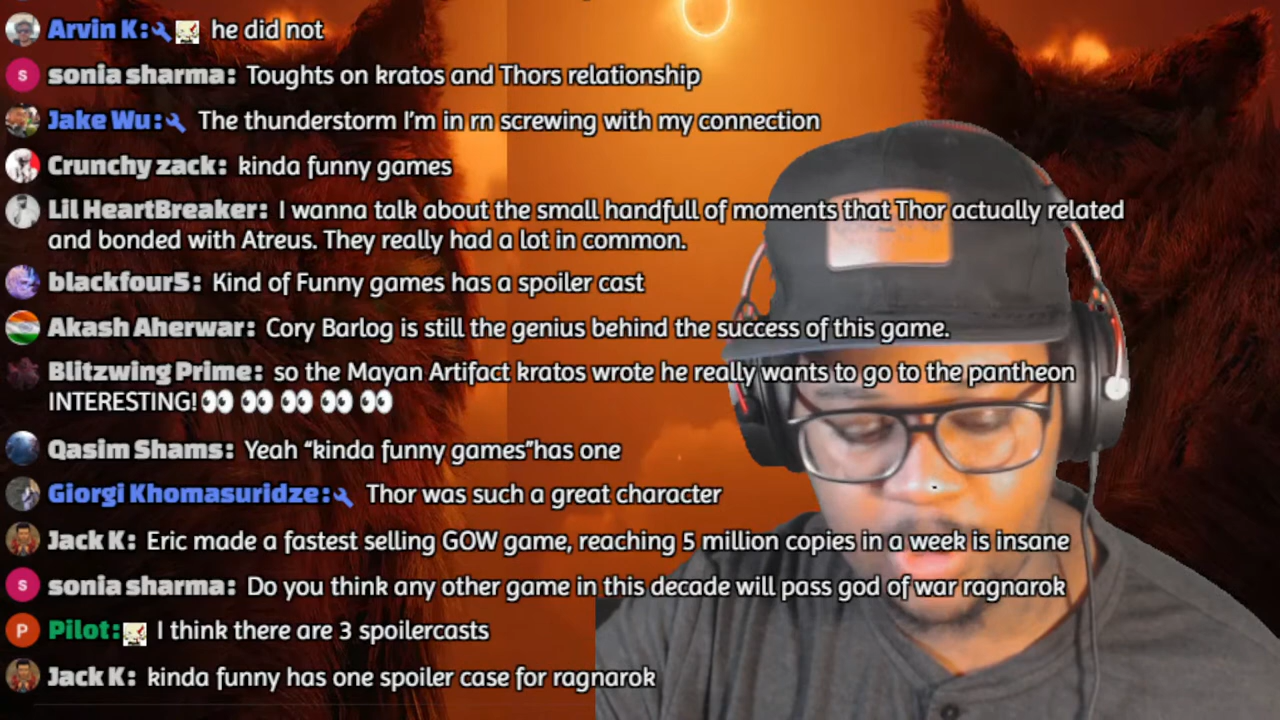 Arvin K: he did not
sonia sharma: Toughts on kratos and Thors relationship
Jake Wu: The thunderstorm I'm in rn screwing with my connection
Crunchy zack: kinda funny games
Lil HeartBreaker: I wanna talk about the small handfull of moments that Thor actually related
and bonded with Atreus. They really had a lot in common.
blackfour5: Kind of Funny games has a spoiler cast
Akash Aherwar: Cory Barlog is still the genius behind the success of this game.
Blitzwing Prime: so the Mayan Artifact kratos wrote he really wants to go to the pantheon
INTERESTING!👀 👀 👀 👀 👀
Qasim Shams: Yeah “kinda funny games”has one
Giorgi Khomasuridze: Thor was such a great character
Jack K: Eric made a fastest selling GOW game, reaching 5 million copies in a week is insane
sonia sharma: Do you think any other game in this decade will pass god of war ragnarok
Pilot: I think there are 3 spoilercasts
Jack K: kinda funny has one spoiler case for ragnarok